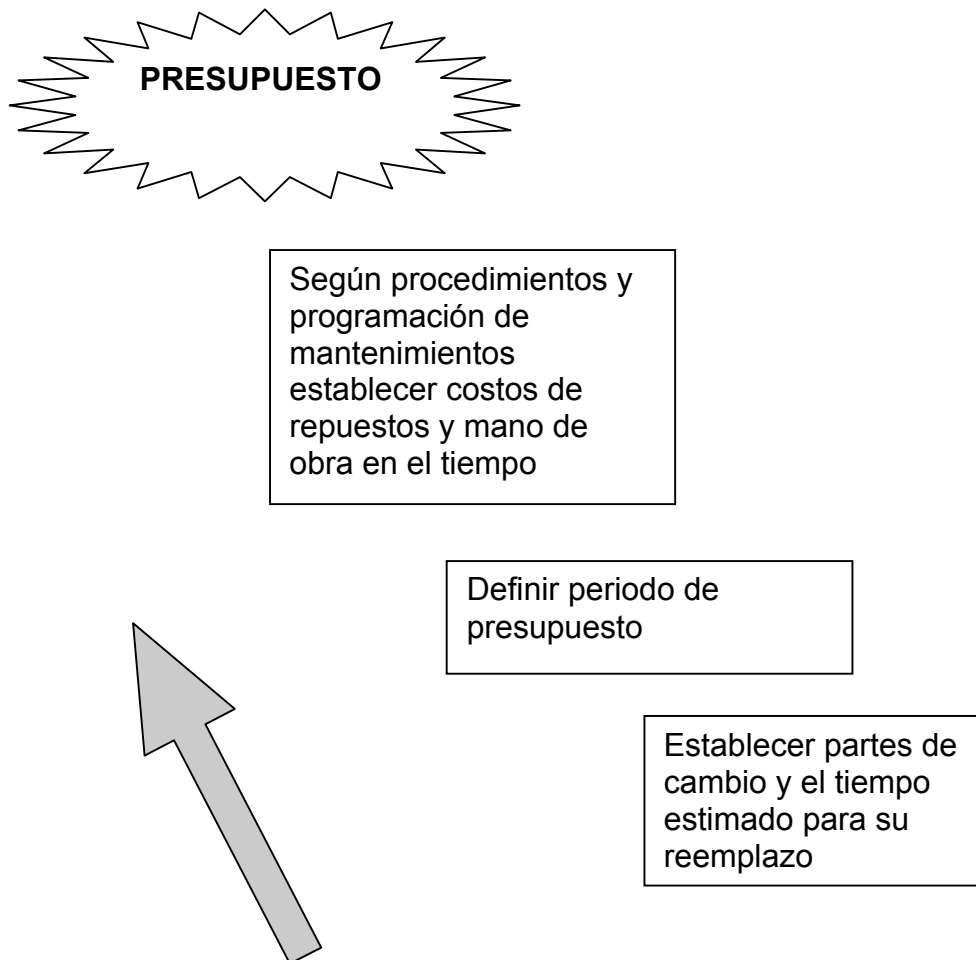 PRESUPUESTO
Según procedimientos y
programación de
mantenimientos
establecer costos de
repuestos y mano de
obra en el tiempo
Definir periodo de
presupuesto
Establecer partes de
cambio y el tiempo
estimado para su
reemplazo